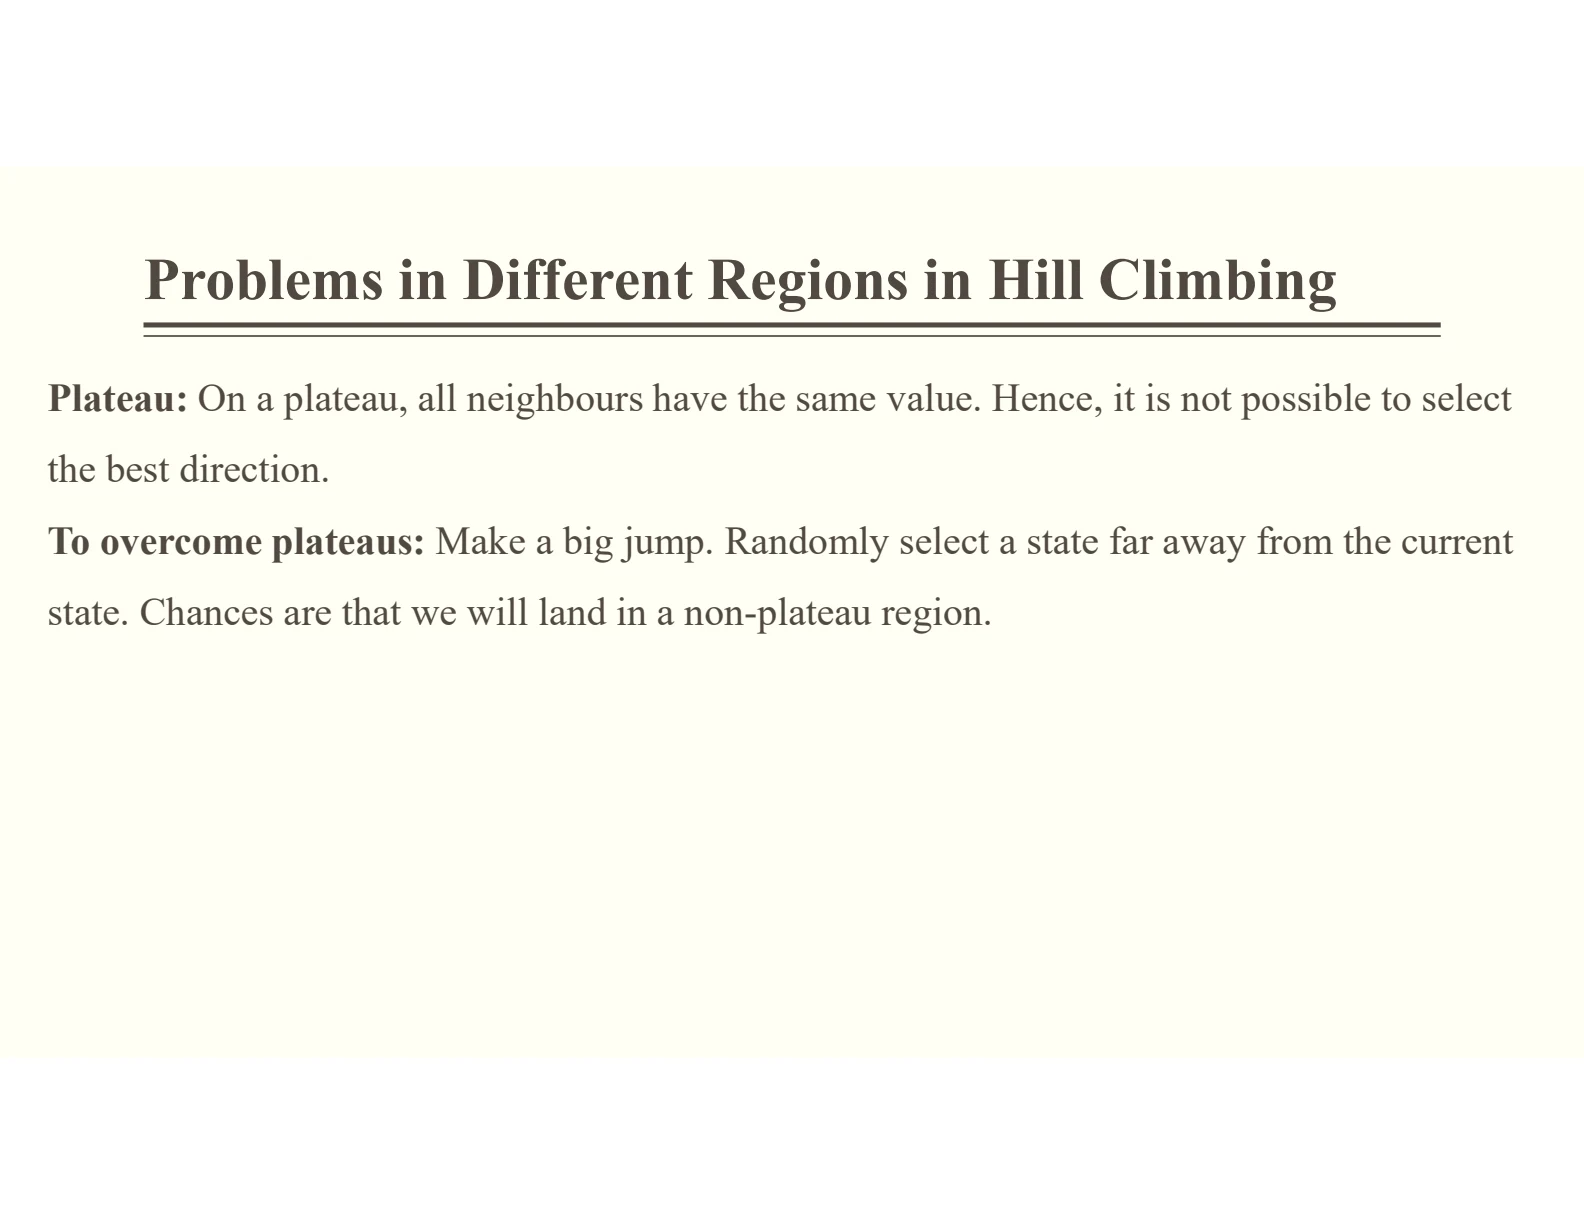 Problems in Different Regions in Hill Climbing
Plateau: On a plateau, all neighbours have the same value. Hence, it is not possible to select
the best direction.
To overcome plateaus: Make a big jump. Randomly select a state far away from the current
state. Chances are that we will land in a non-plateau region.